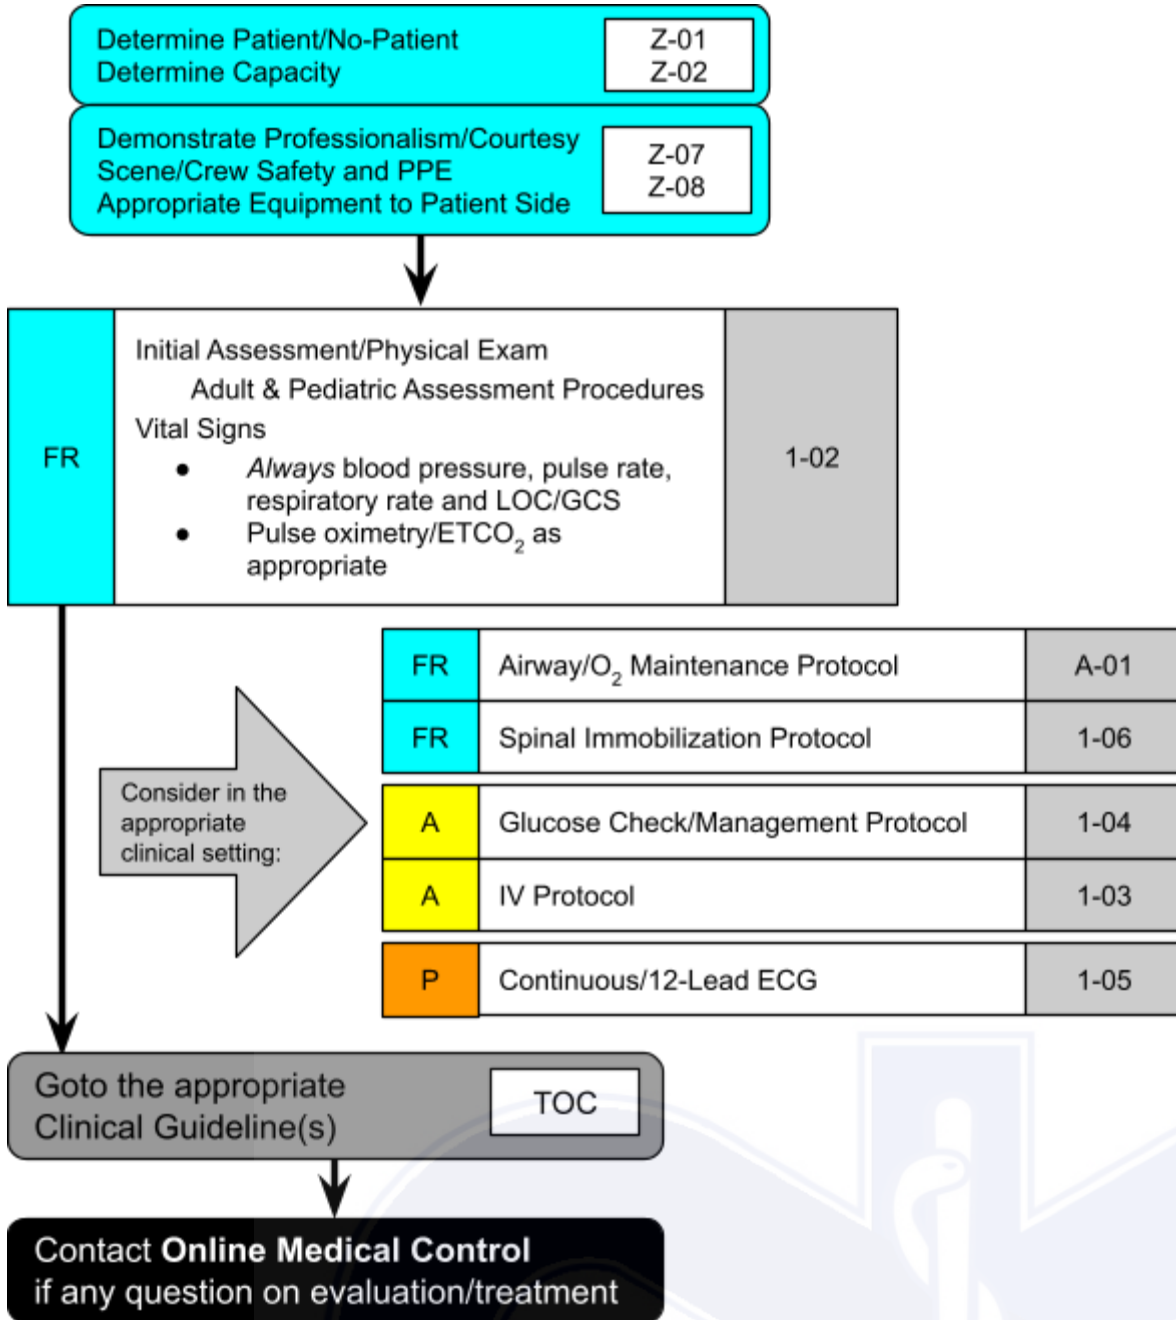 Determine Patient/No-Patient
Determine Capacity
Z-01
Z-02
Demonstrate Professionalism/Courtesy
Scene/Crew Safety and PPE
Appropriate Equipment to Patient Side
Z-07
Z-08
FR
Initial Assessment/Physical Exam
Adult & Pediatric Assessment Procedures
Vital Signs
● Always blood pressure, pulse rate,
respiratory rate and LOC/GCS
● Pulse oximetry/ETCO₂ as
appropriate
1-02
Consider in the
appropriate
clinical setting:
FR Airway/O₂ Maintenance Protocol A-01
FR Spinal Immobilization Protocol 1-06
A Glucose Check/Management Protocol 1-04
A IV Protocol 1-03
P Continuous/12-Lead ECG 1-05
Goto the appropriate
Clinical Guideline(s)
TOC
Contact Online Medical Control
if any question on evaluation/treatment